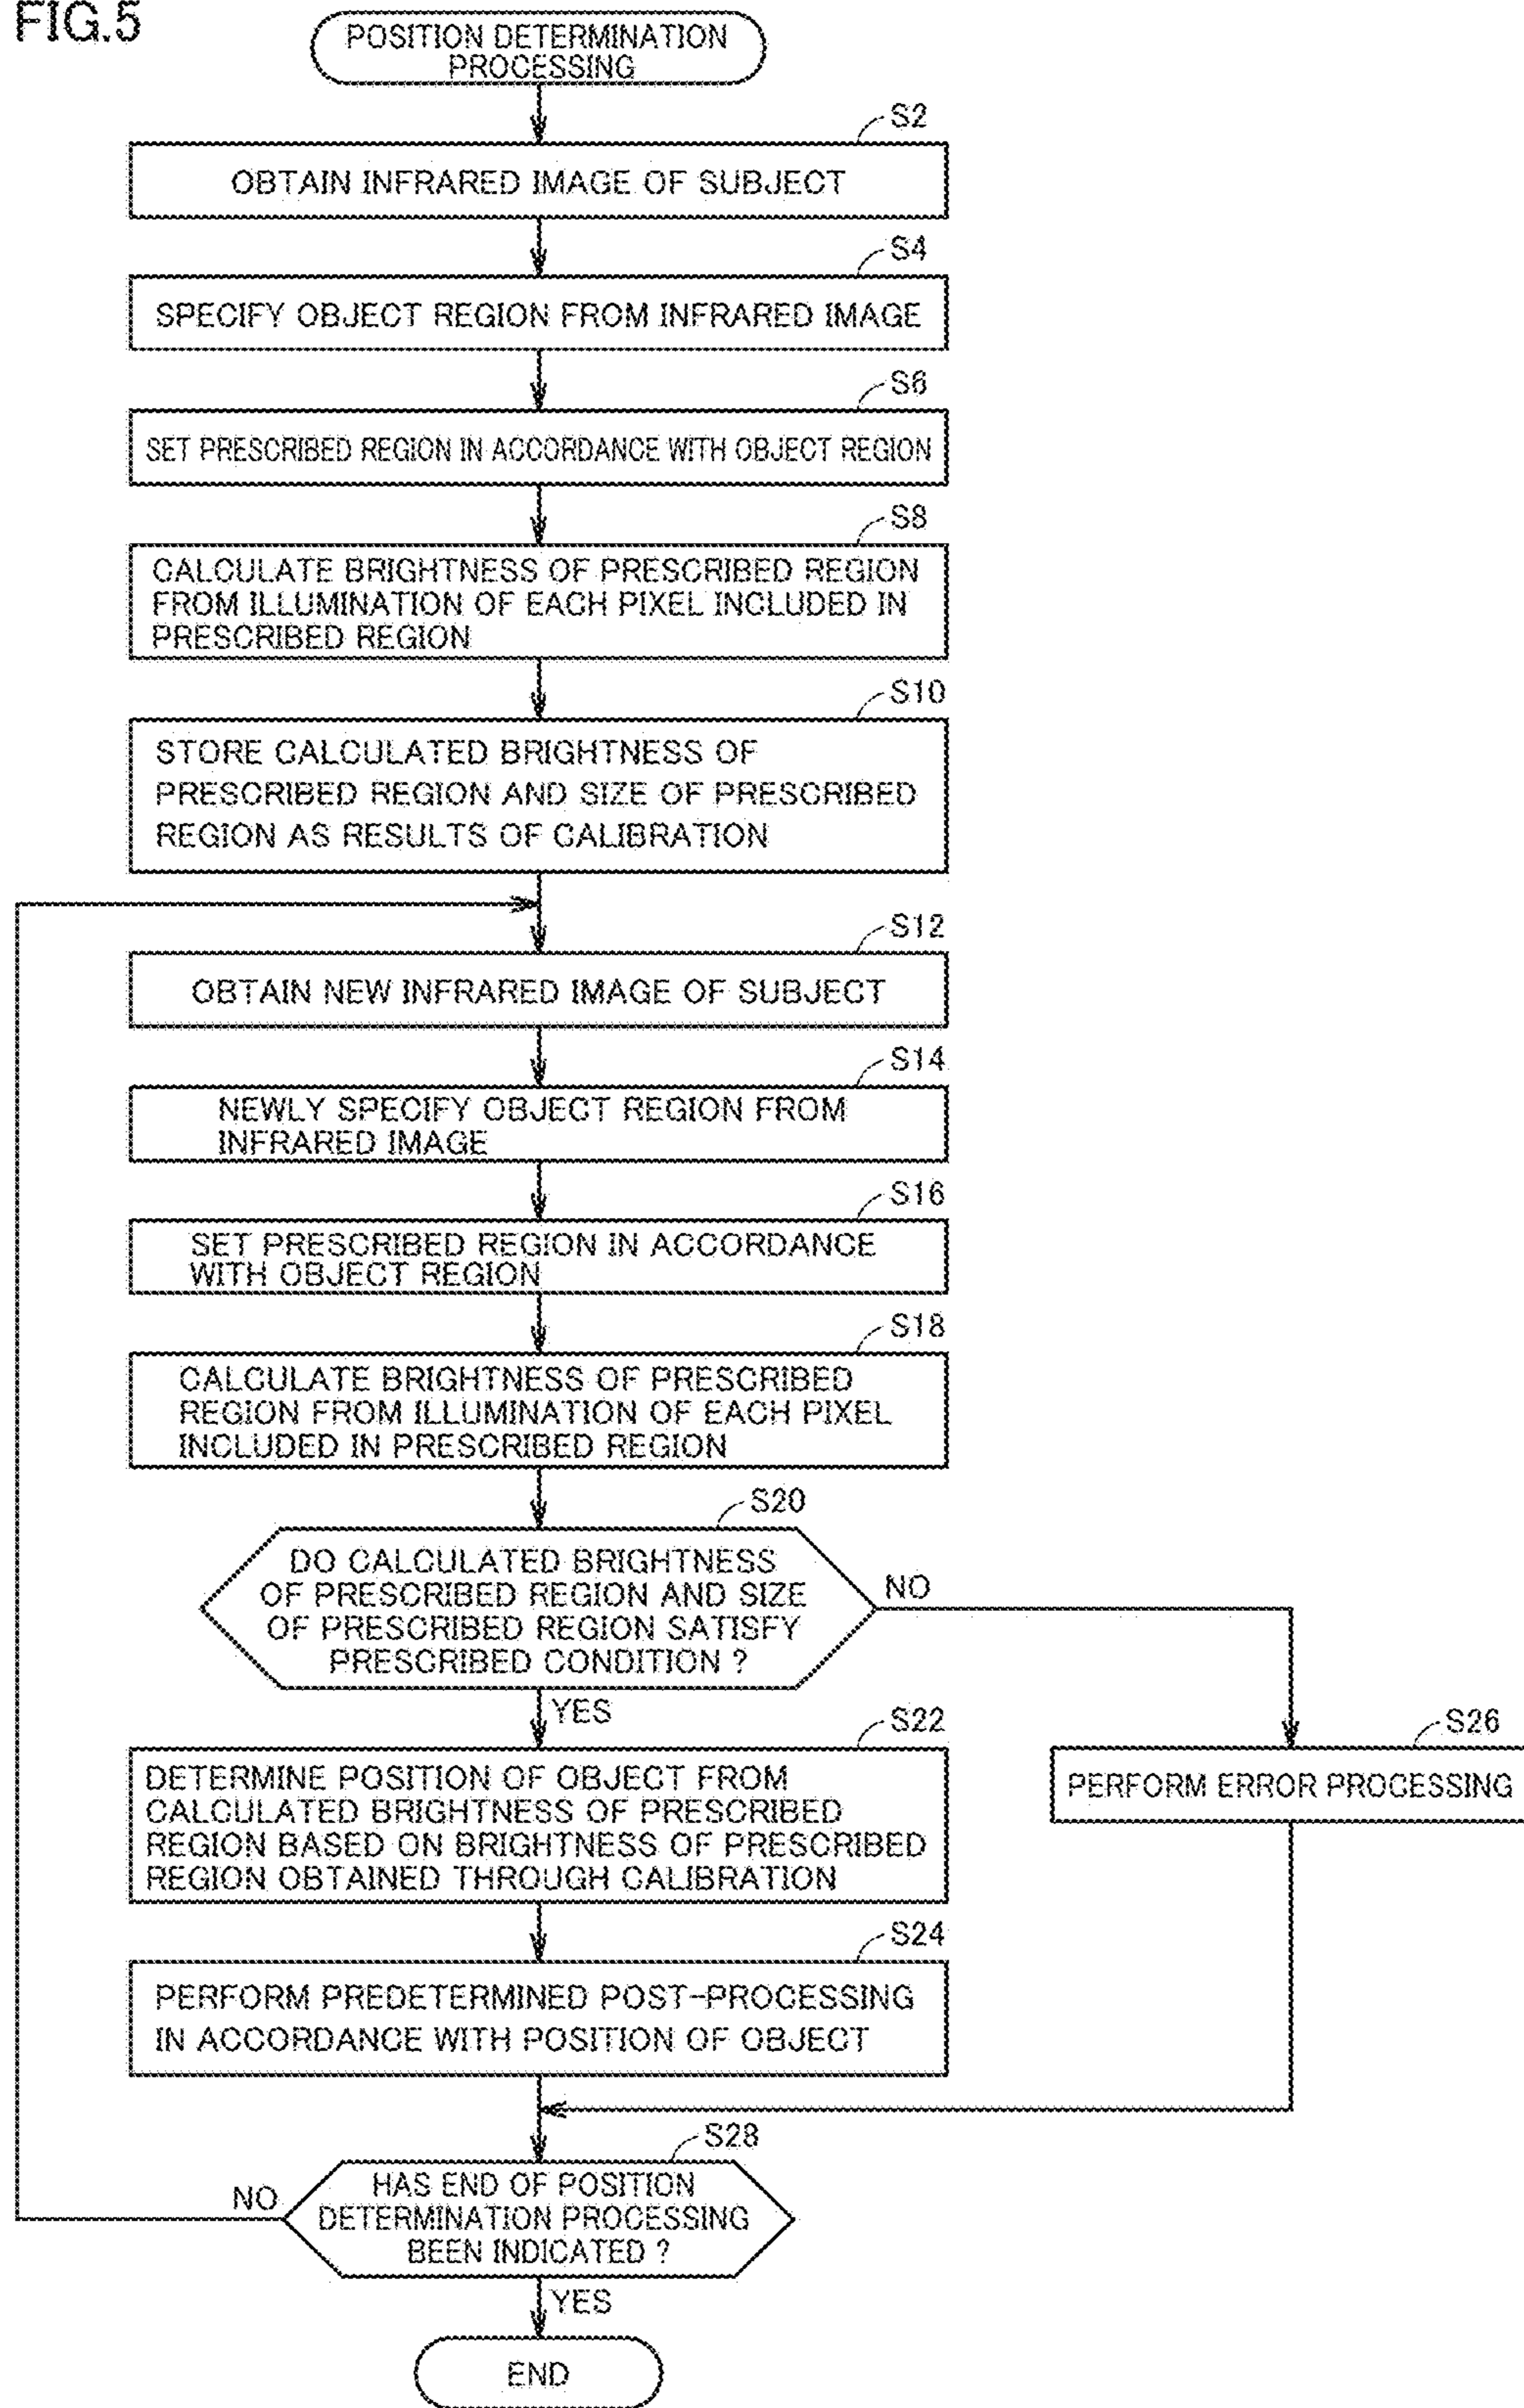 FIG.5
POSITION DETERMINATION
PROCESSING
S2
OBTAIN INFRARED IMAGE OF SUBJECT
S4
SPECIFY OBJECT REGION FROM INFRARED IMAGE
S6
SET PRESCRIBED REGION IN ACCORDANCE WITH OBJECT REGION
S8
CALCULATE BRIGHTNESS OF PRESCRIBED REGION
FROM ILLUMINATION OF EACH PIXEL INCLUDED IN
PRESCRIBED REGION
S10
STORE CALCULATED BRIGHTNESS OF
PRESCRIBED REGION AND SIZE OF PRESCRIBED
REGION AS RESULTS OF CALIBRATION
S12
OBTAIN NEW INFRARED IMAGE OF SUBJECT
S14
NEWLY SPECIFY OBJECT REGION FROM
INFRARED IMAGE
S16
SET PRESCRIBED REGION IN ACCORDANCE
WITH OBJECT REGION
S18
CALCULATE BRIGHTNESS OF PRESCRIBED
REGION FROM ILLUMINATION OF EACH PIXEL
INCLUDED IN PRESCRIBED REGION
S20
DO CALCULATED BRIGHTNESS
OF PRESCRIBED REGION AND SIZE
OF PRESCRIBED REGION SATISFY
PRESCRIBED CONDITION ?
NO
YES
S22
DETERMINE POSITION OF OBJECT FROM
CALCULATED BRIGHTNESS OF PRESCRIBED
REGION BASED ON BRIGHTNESS OF PRESCRIBED
REGION OBTAINED THROUGH CALIBRATION
S26
PERFORM ERROR PROCESSING
S24
PERFORM PREDETERMINED POST-PROCESSING
IN ACCORDANCE WITH POSITION OF OBJECT
S28
HAS END OF POSITION
DETERMINATION PROCESSING
BEEN INDICATED ?
NO
YES
END